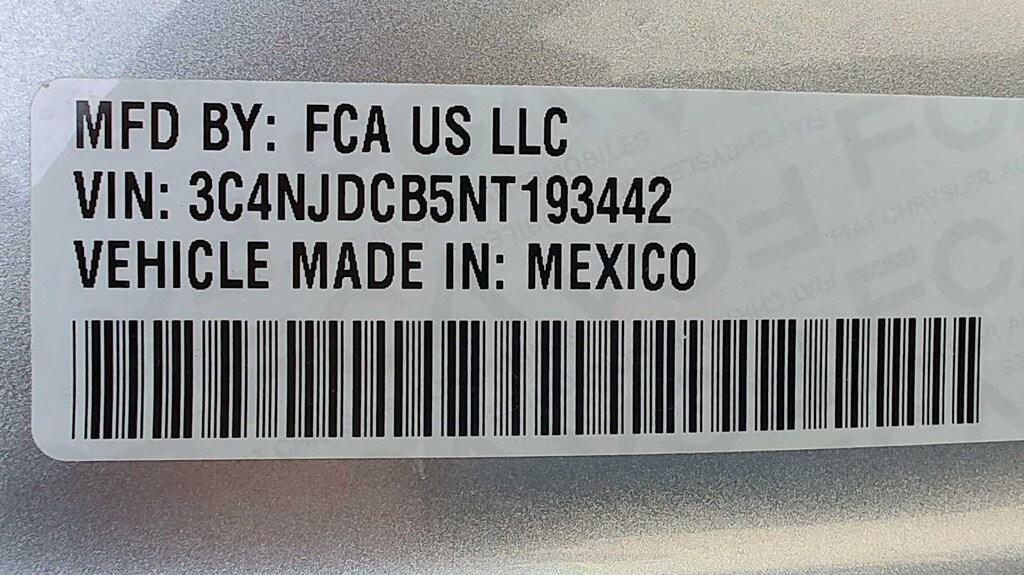 MFD BY: FCA US LLC
VIN: 3C4NJDCB5NT193442
VEHICLE MADE IN: MEXICO